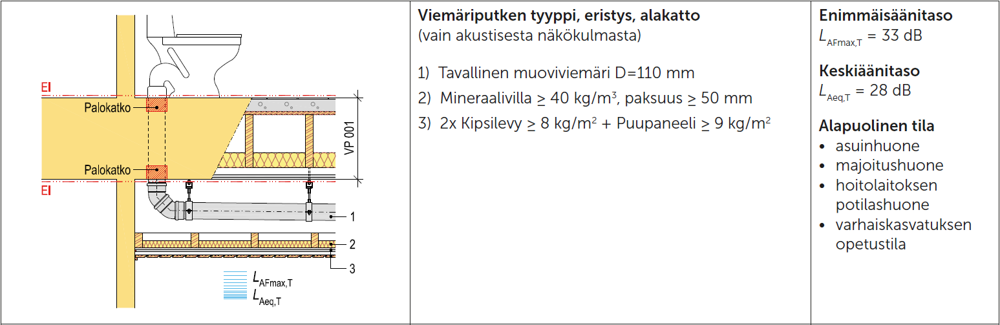 EI
Palokatko
Palokatko
EI
VP 001
1
2
3
LAFmax,T
LAeq,T
Viemäriputken tyyppi, eristys, alakatto
(vain akustisesta näkökulmasta)
1) Tavallinen muoviviemäri D=110 mm
2) Mineraalivilla ≥ 40 kg/m³, paksuus ≥ 50 mm
3) 2x Kipsilevy ≥ 8 kg/m² + Puupaneeli ≥ 9 kg/m²
Enimmäisäänitaso
LAFmax,T = 33 dB
Keskiäänitaso
LAeq,T = 28 dB
Alapuolinen tila
• asuinhuone
• majoitushuone
• hoitolaitoksen
potilashuone
• varhaiskasvatuksen
opetustila